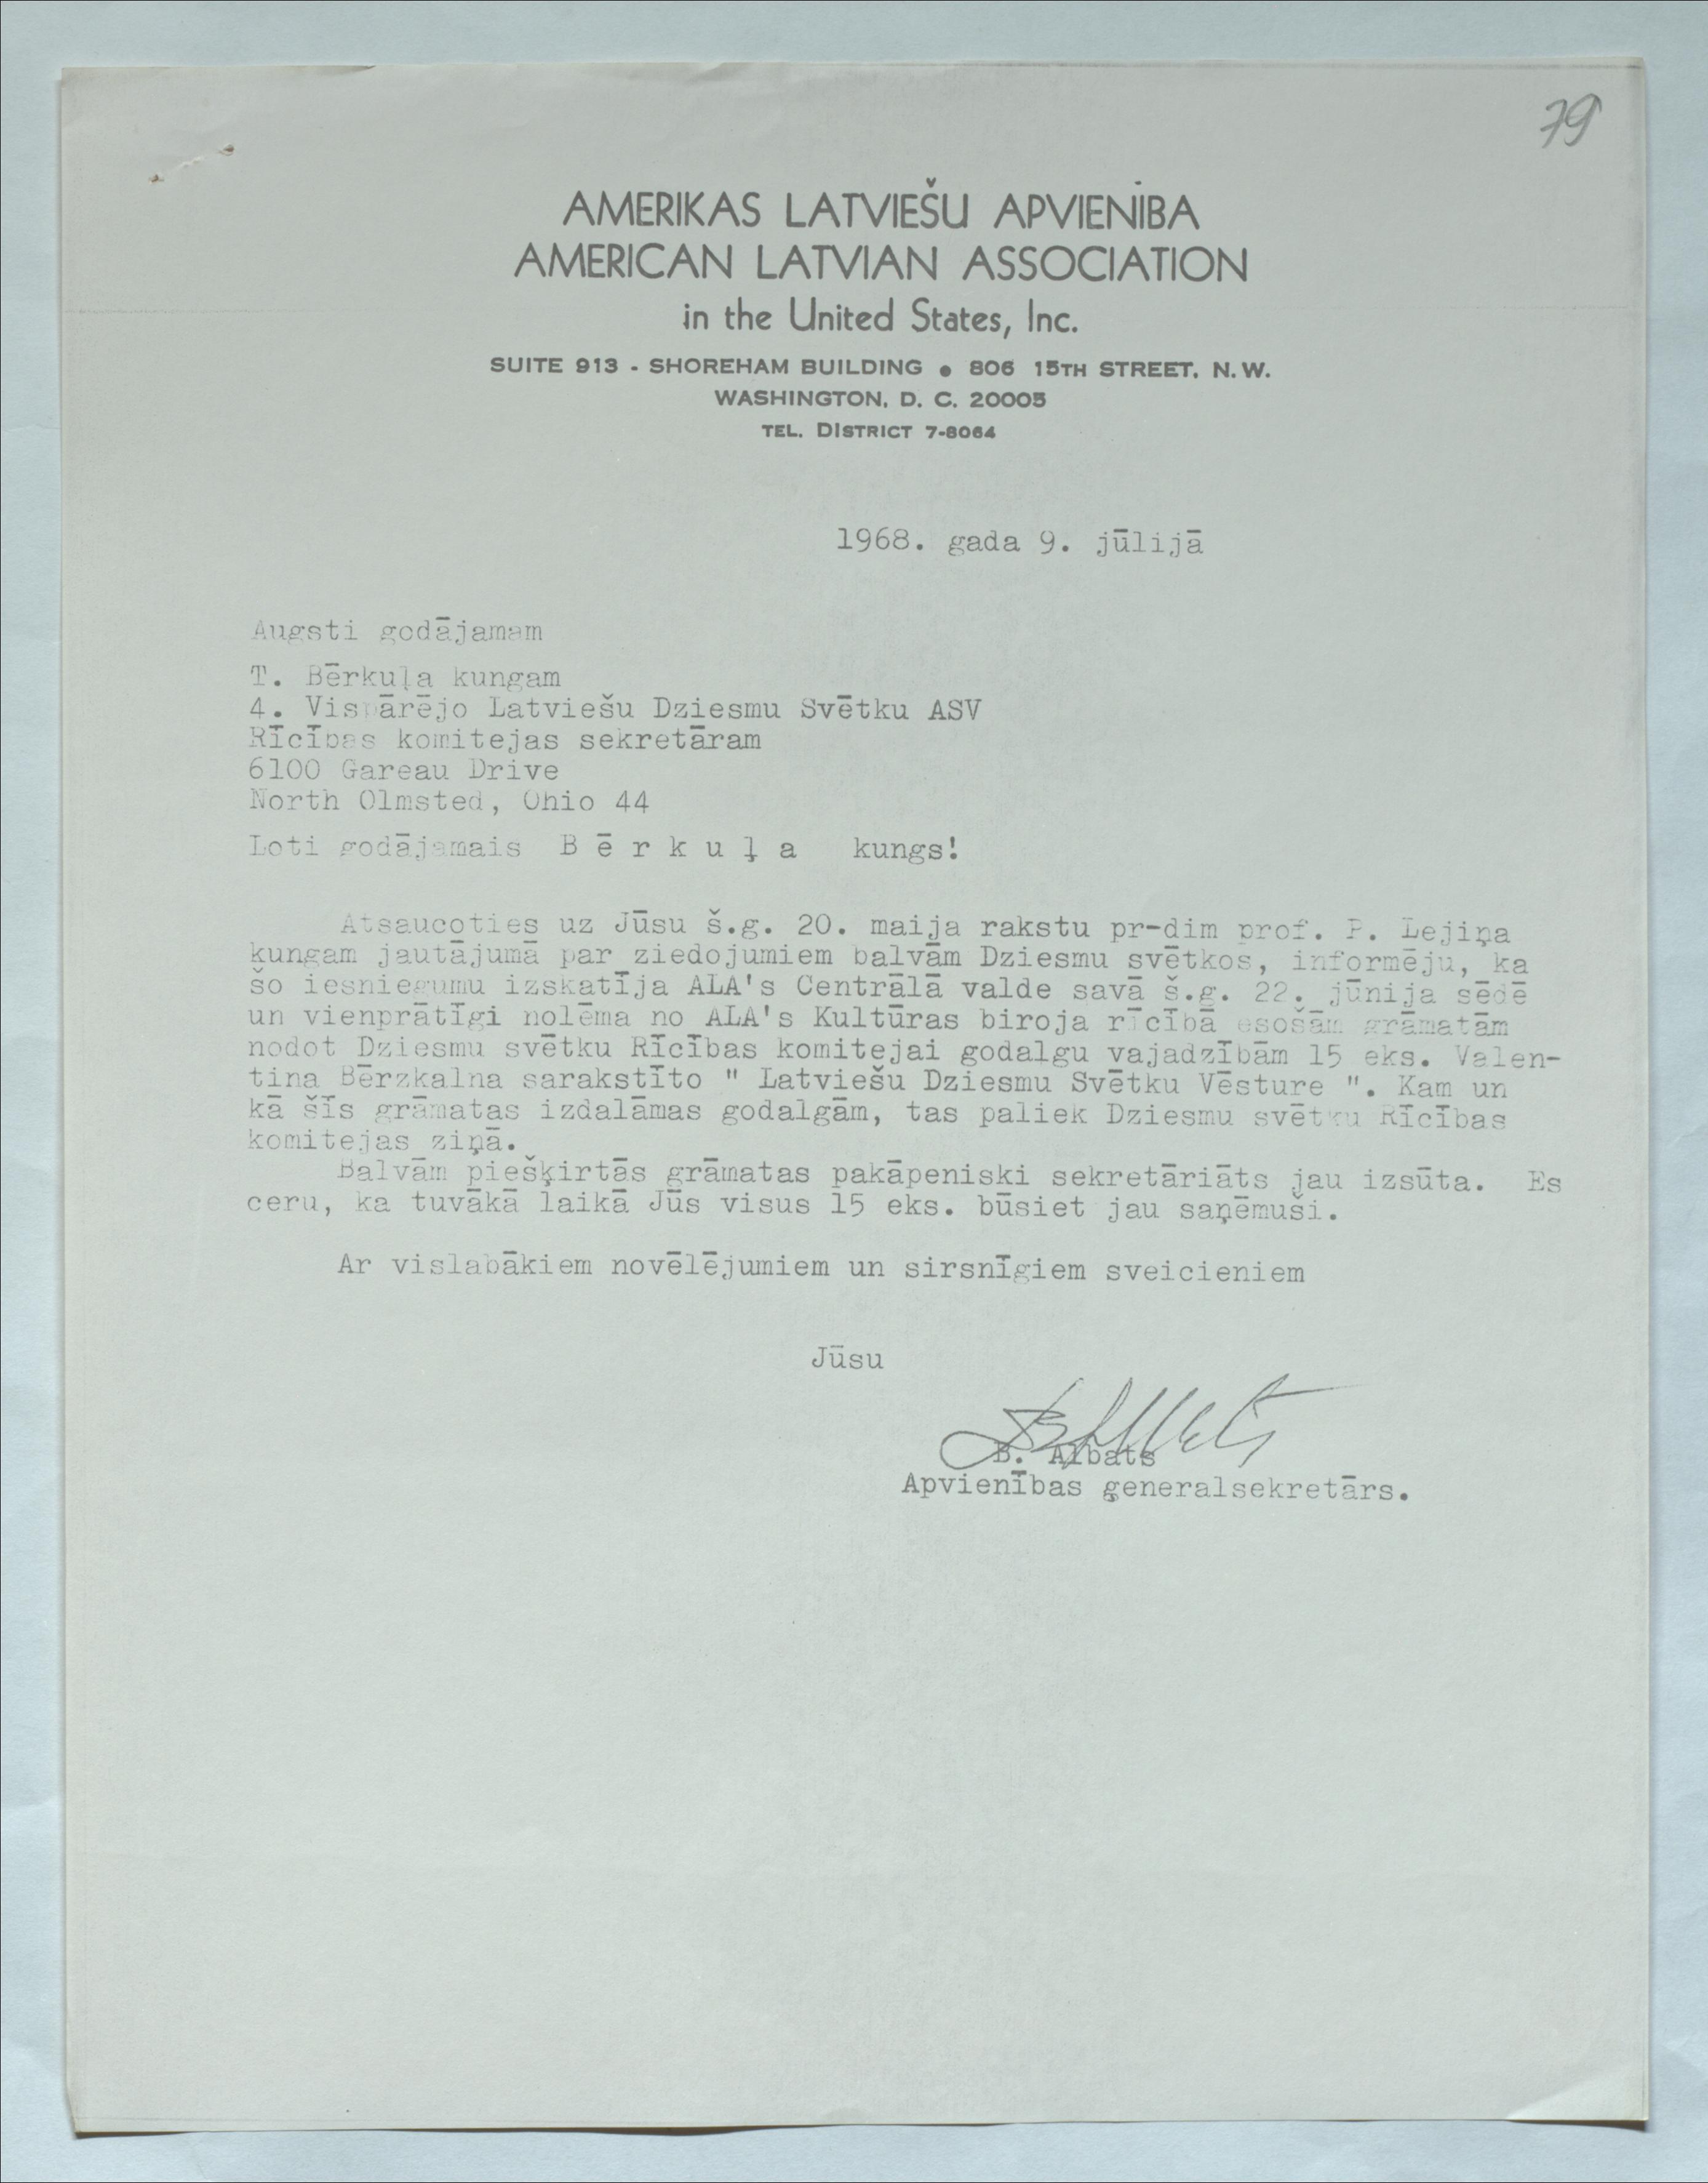 79
AMERIKAS LATVIEŠU APVIENĪBA
AMERICAN LATVIAN ASSOCIATION
in the United States, Inc.
SUITE 913 - SHOREHAM BUILDING • 806 15TH STREET, N.W.
WASHINGTON, D. C. 20005
TEL. DISTRICT 7-8064
1968. gada 9. jūlijā
Augsti godājamam
T. Bērkuļa kungam
4. Vispārējo Latviešu Dziesmu Svētku ASV
Rīcības komitejas sekretāram
6100 Gareau Drive
North Olmsted, Ohio 44
Loti godājamais B ē r k u ļ a kungs!
Atsaucoties uz Jūsu š.g. 20. maija rakstu pr-dim prof. P. Lejiņa
kungam jautājumā par ziedojumiem balvām Dziesmu svētkos, informēju, ka
šo iesniegumu izskatīja ALA's Centrālā valde savā š.g. 22. jūnija sēdē
un vienprātīgi nolēma no ALA's Kultūras biroja rīcībā esošām grāmatām
nodot Dziesmu svētku Rīcības komitejai godalgu vajadzībām 15 eks. Valen-
tina Bērzkalna sarakstīto " Latviešu Dziesmu Svētku Vēsture ". Kam un
kā šīs grāmatas izdalāmas godalgām, tas paliek Dziesmu svētku Rīcības
komitejas ziņā.
Balvām piešķirtās grāmatas pakāpeniski sekretāriāts jau izsūta. Es
ceru, ka tuvākā laikā Jūs visus 15 eks. būsiet jau saņēmuši.
Ar vislabākiem novēlējumiem un sirsnīgiem sveicieniem
Jūsu
B. Albats
Apvienības ģeneralsekretārs.